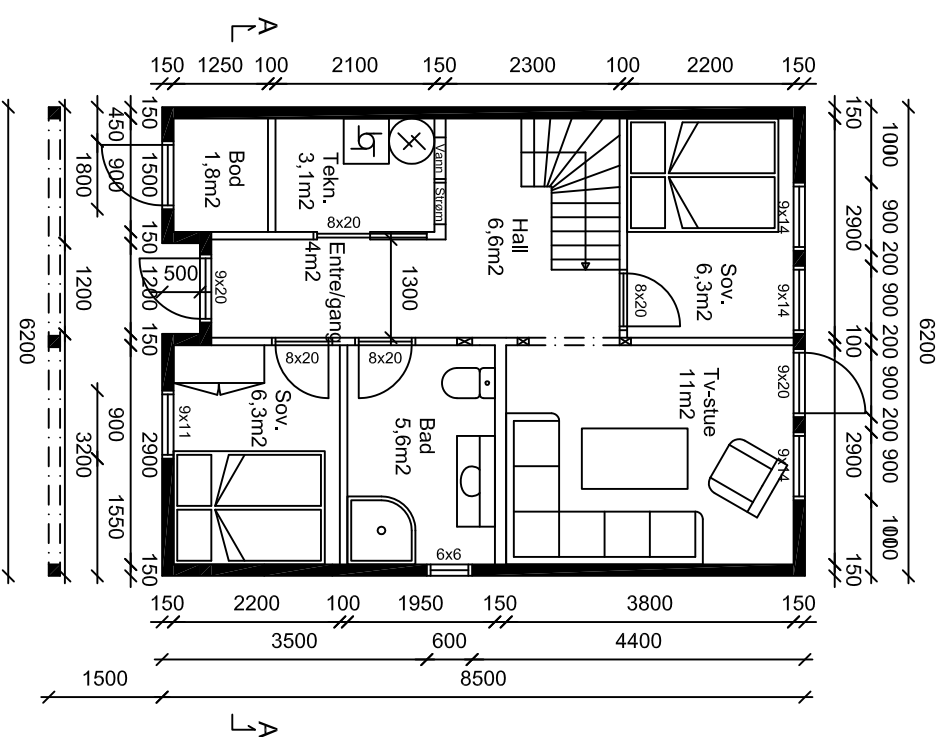 A
150 1250 100 2100 150 2300 100 2200 150
150
450
900
1800
1500
150
1200
500
1200
150
6200
900
3200
2900
1550
150
Bod
1,8m2
Tekn.
3,1m2
Vann
Strøm
8x20
Hall
6,6m2
Entre/gang
4m2
1300
9x20
8x20
Sov.
6,3m2
9x14
9x14
8x20
8x20
9x11
Sov.
6,3m2
Bad
5,6m2
6x6
Tv-stue
11m2
9x20
9x14
150
1000
2900
900
200
900
100
200
900
200
2900
900
1000
150
6200
150 2200 100 1950 150 3800 150
3500 600 4400
1500 8500
A